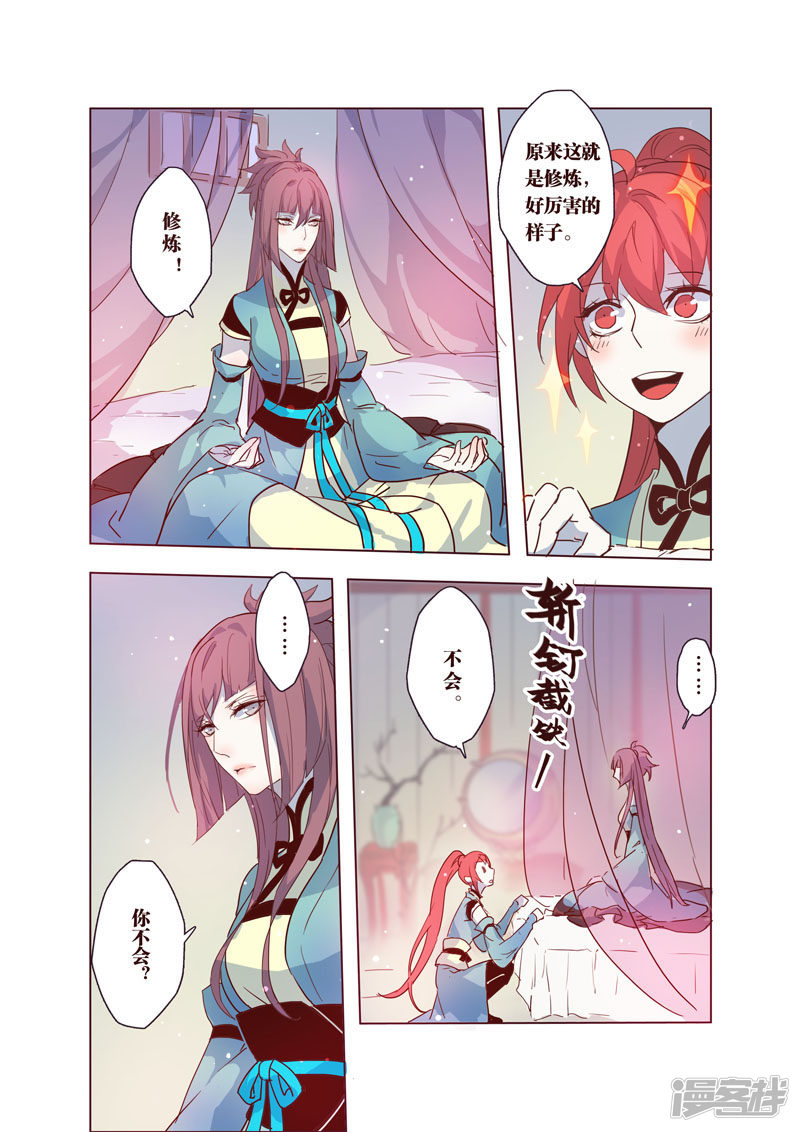 修炼！
原来这就
是修炼，
好厉害的
样子。
……
你不会？
不会。
斩钉截铁！
……
漫客栈